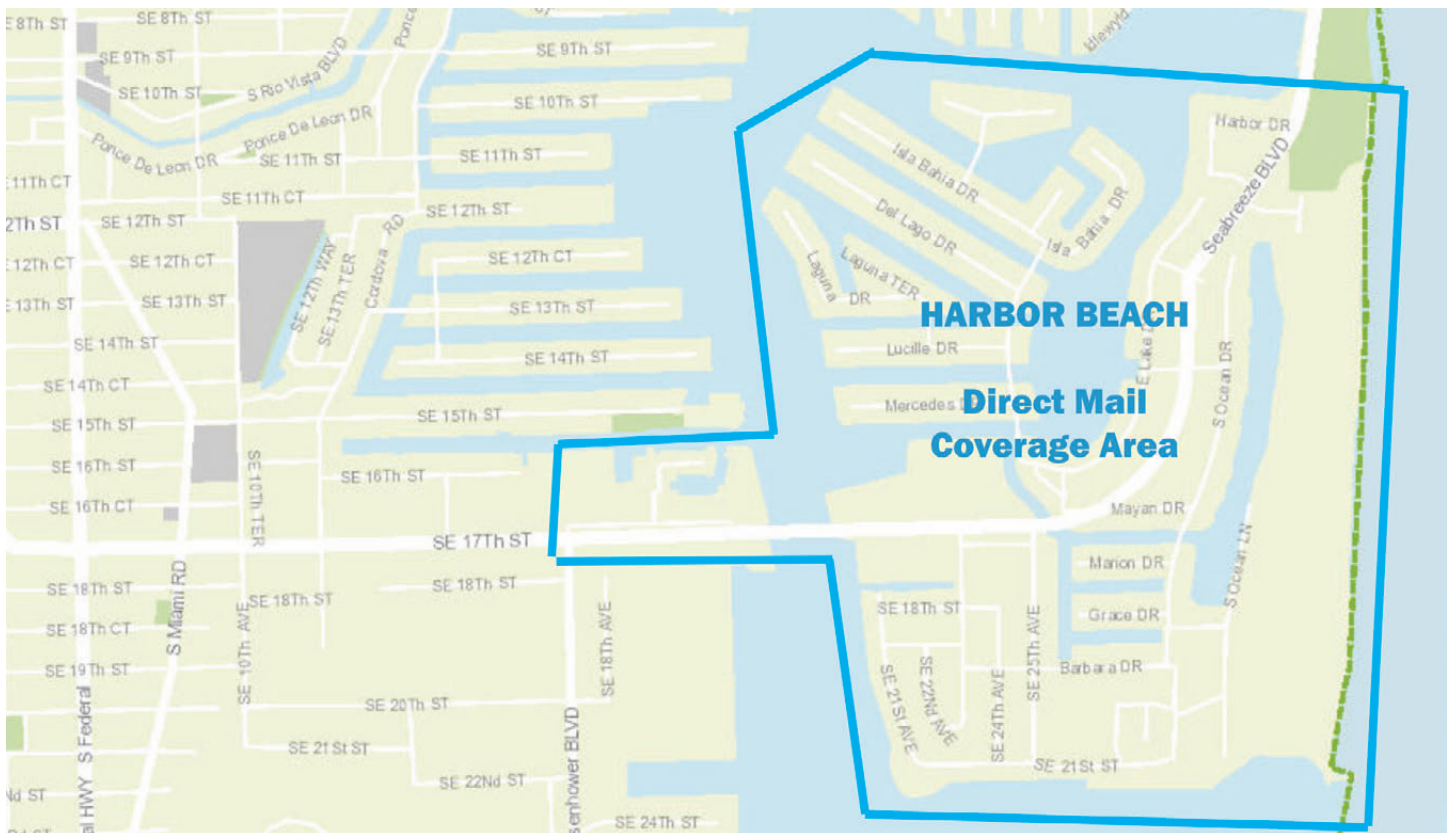 SE 8Th ST
SE 8Th ST
SE 9Th ST
SE 10Th ST
S Rio Vista BLVD
Ponce De Leon DR
Ponce De Leon DR
SE 11Th ST
11Th CT
SE 11Th CT
2Th ST
SE 12Th ST
SE 12Th CT
E 13Th ST
SE 13Th ST
SE 12Th WAY
SE 13Th TER
Cordova RD
SE 14Th ST
SE 14Th CT
SE 15Th ST
SE 16Th ST
SE 16Th CT
SE 10Th TER
SE 9Th ST
SE 10Th ST
SE 11Th ST
SE 12Th ST
SE 12Th CT
SE 13Th ST
SE 14Th ST
SE 15Th ST
SE 16Th ST
SE 17Th ST
SE 18Th ST
SE 18Th ST
SE 18Th ST
SE 18Th CT
SE 19Th ST
S Miami RD
SE 10Th AVE
SE 18Th AVE
SE 20Th ST
SE 21St ST
SE 22Nd ST
SE 24Th ST
Nd ST
al HWY S Federal
senhower BLVD
Idlewyld
Harbor DR
Seabreeze BLVD
Isla Bahia DR
Isla Bahia DR
Del Lago DR
Laguna TER
Laguna DR
HARBOR BEACH
Lucille DR
E Lake D
S Ocean DR
Mercedes D
Direct Mail
Coverage Area
Mayan DR
Marion DR
S Ocean LN
SE 18Th ST
Grace DR
SE 25Th AVE
Barbara DR
SE 21St AVE
SE 22Nd AVE
SE 24Th AVE
SE 21St ST